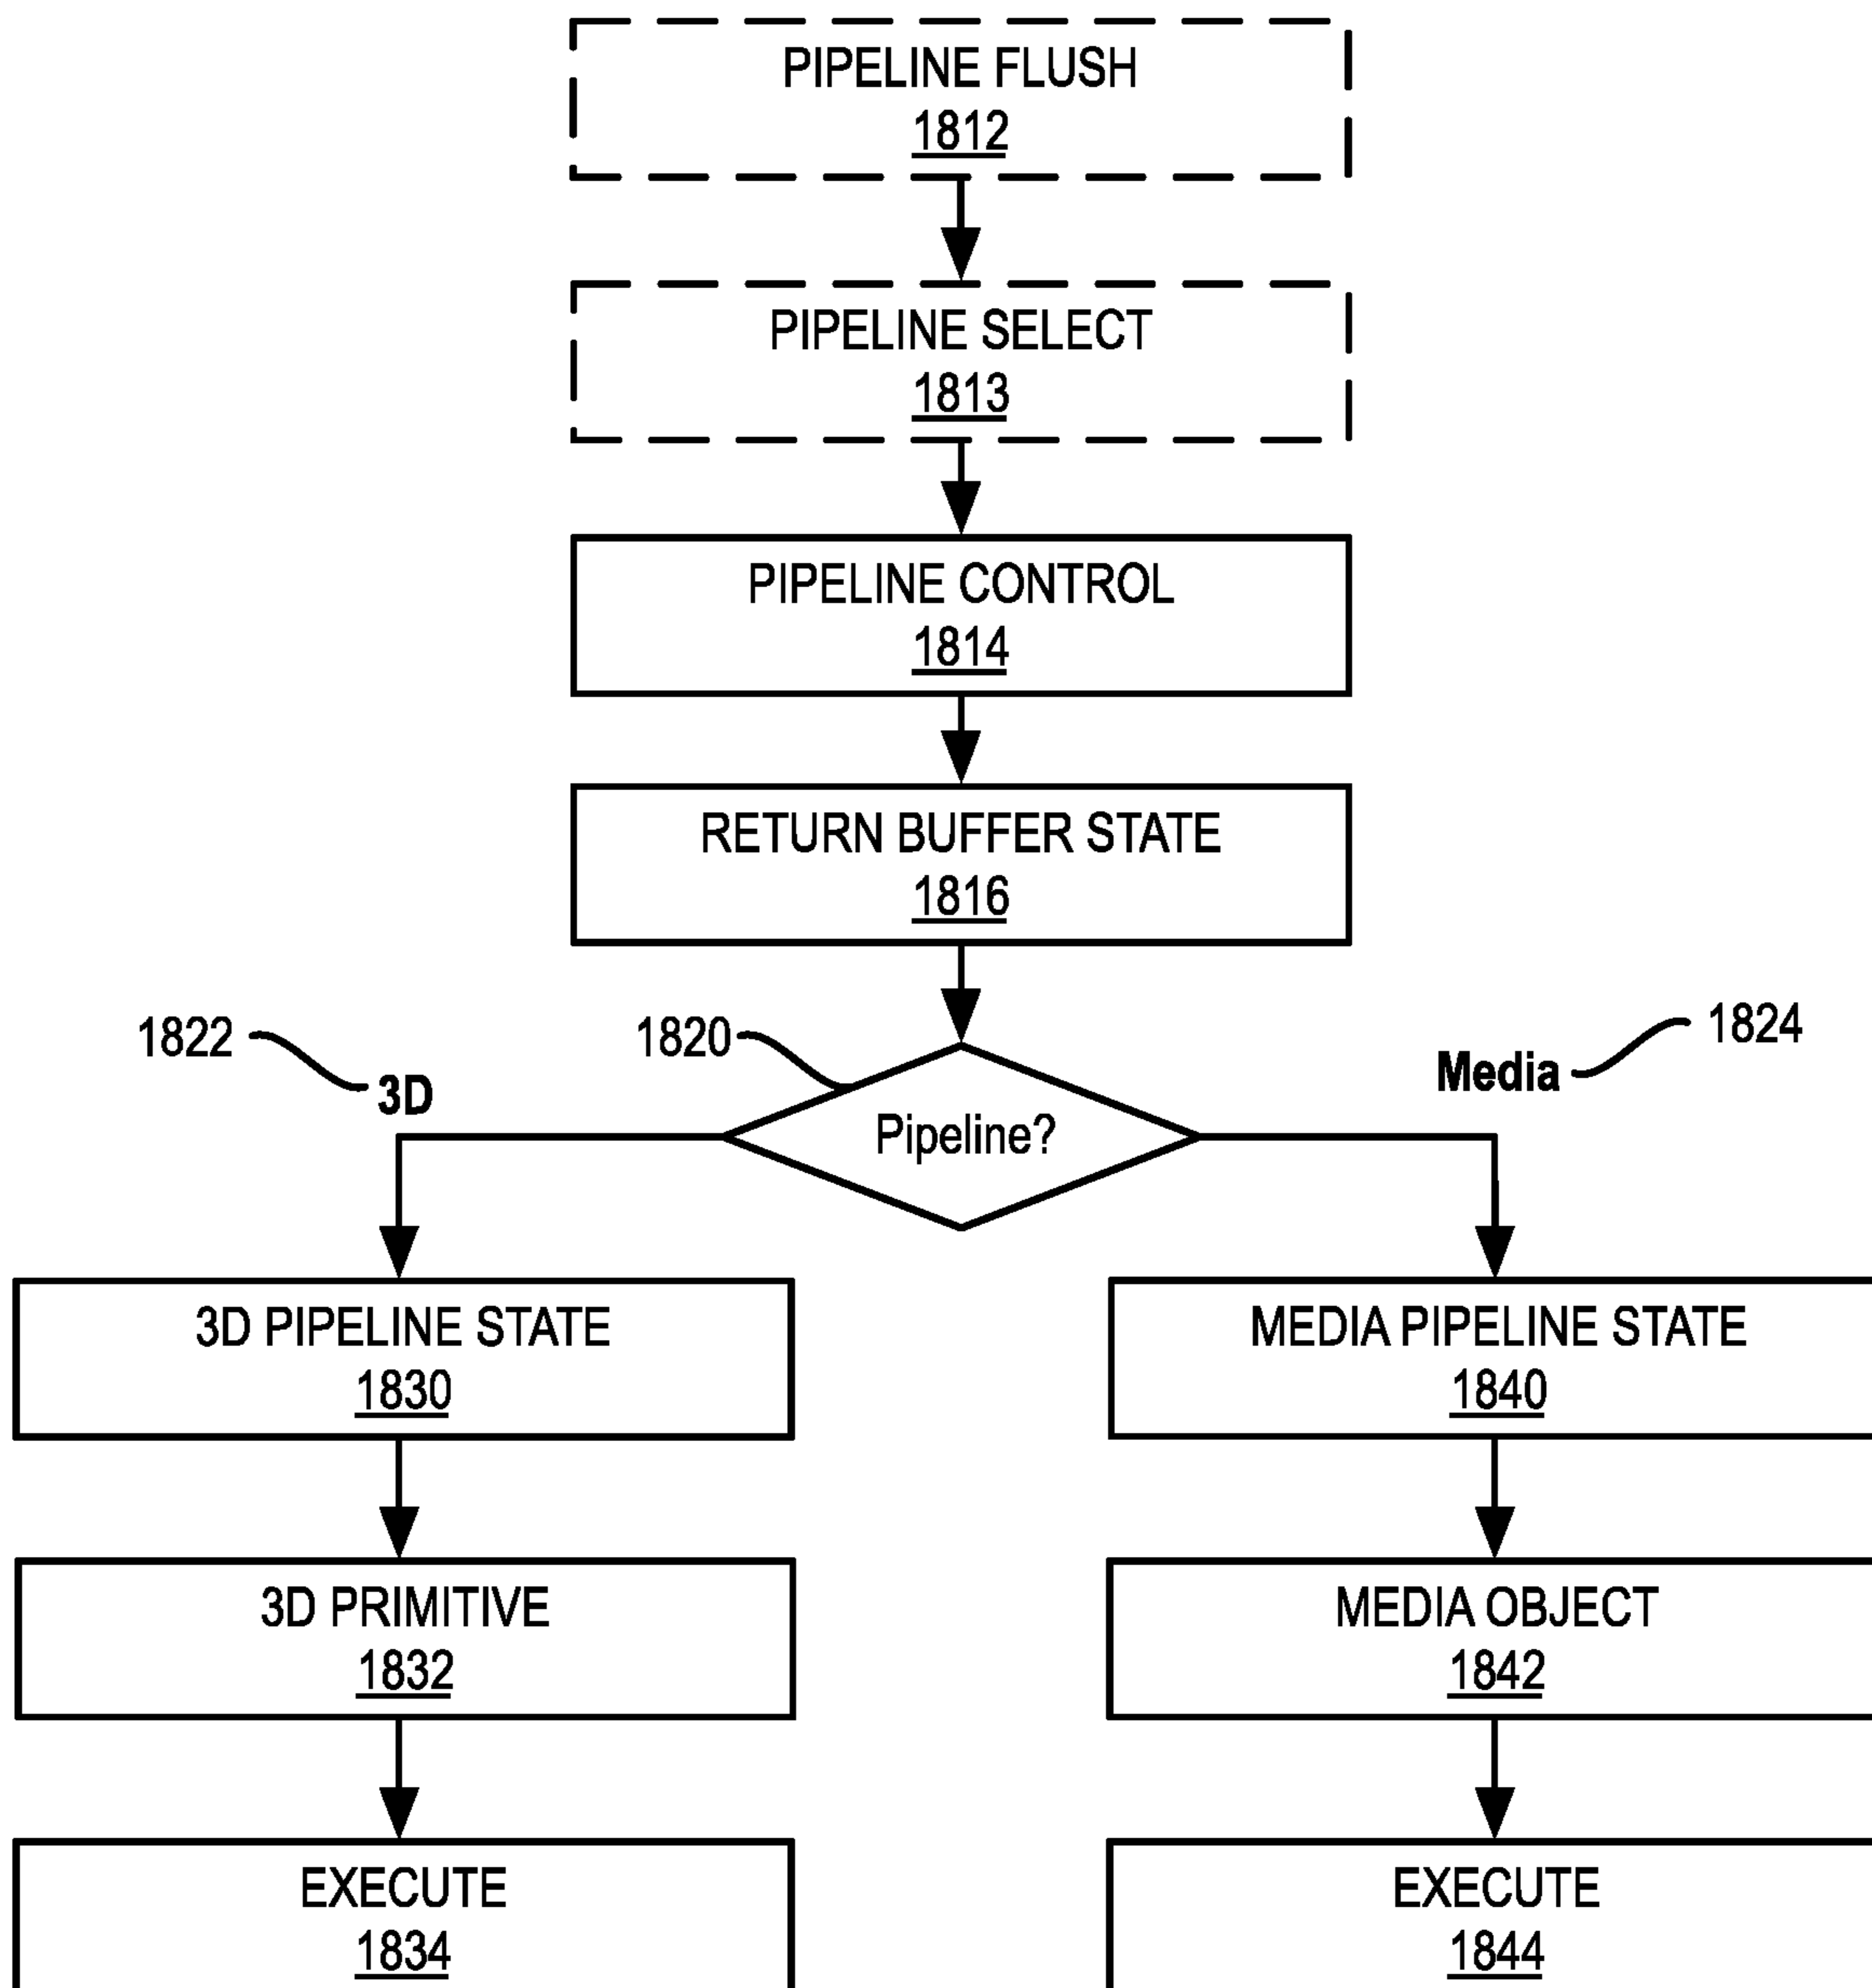 PIPELINE FLUSH
1812
PIPELINE SELECT
1813
PIPELINE CONTROL
1814
RETURN BUFFER STATE
1816
1822
3D
1820
Pipeline?
Media
1824
3D PIPELINE STATE
1830
MEDIA PIPELINE STATE
1840
3D PRIMITIVE
1832
MEDIA OBJECT
1842
EXECUTE
1834
EXECUTE
1844